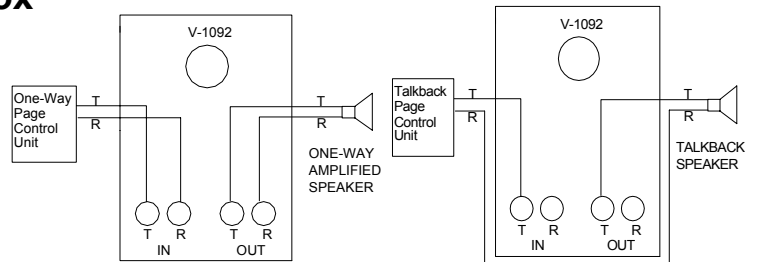 V-1092
One-Way
Page
Control
Unit
T
R
T
R
ONE-WAY
AMPLIFIED
SPEAKER
T R T R
IN OUT
V-1092
Talkback
Page
Control
Unit
T
R
T
R
TALKBACK
SPEAKER
T R T R
IN OUT